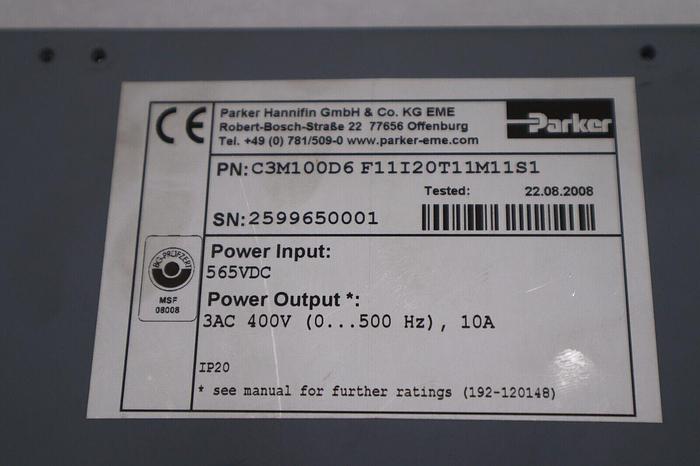 CE
Parker Hannifin GmbH & Co. KG EME
Robert-Bosch-Straße 22 77656 Offenburg
Tel. +49 (0) 781/509-0 www.parker-eme.com
Parker
PN:C3M100D6 F11I20T11M11S1
Tested: 22.08.2008
SN:2599650001
BG-PRÜFZERT
MSF
08008
Power Input:
565VDC
Power Output *:
3AC 400V (0...500 Hz), 10A
IP20
* see manual for further ratings (192-120148)